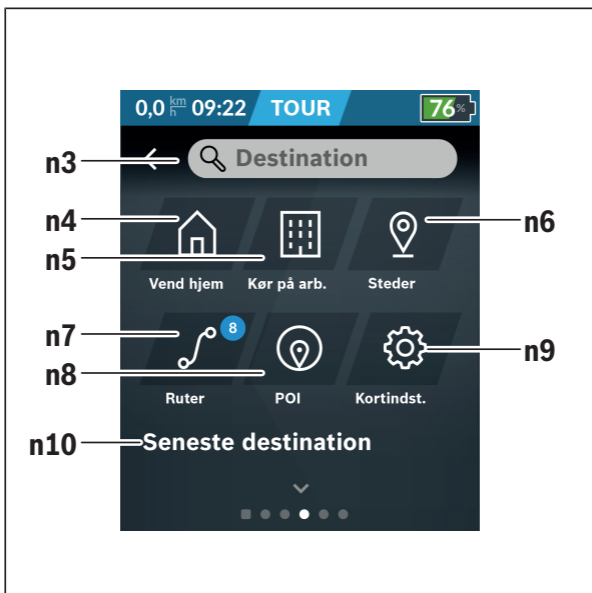 0,0 km/h 09:22 TOUR 76%
n3 Destination
n4
n5
n6
Vend hjem Kør på arb. Steder
n7 8
n8
n9
Ruter POI Kortindst.
n10 Seneste destination